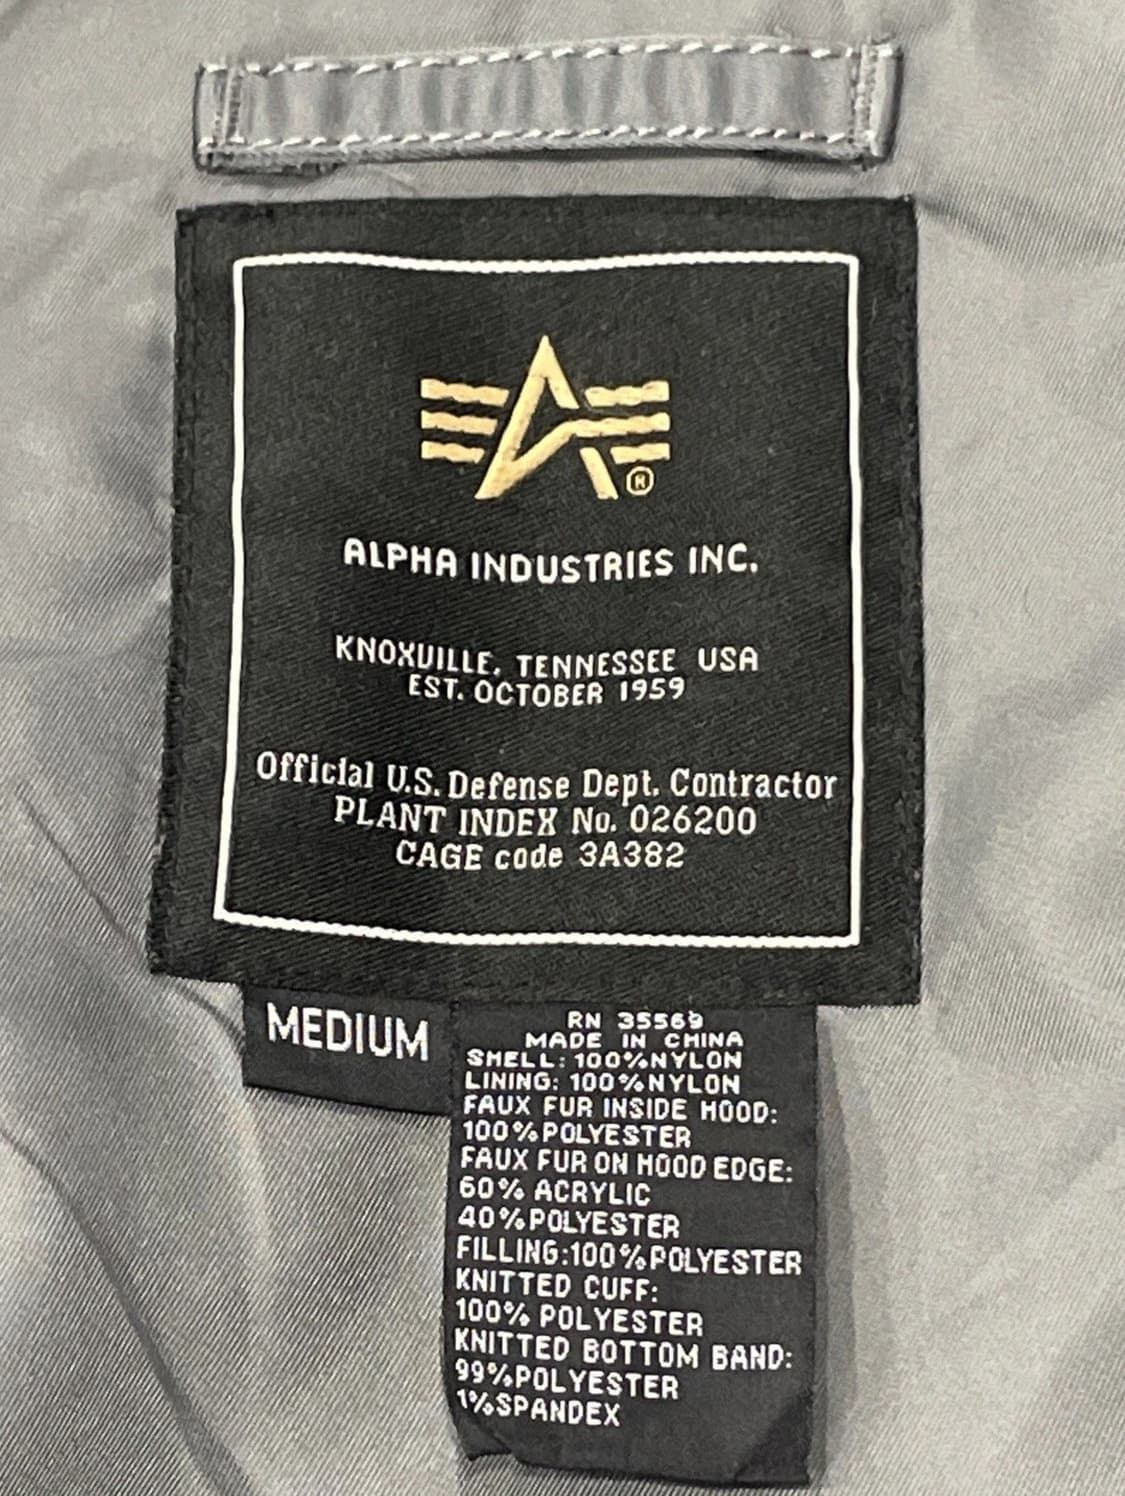 ®
ALPHA INDUSTRIES INC.
KNOXVILLE, TENNESSEE USA
EST. OCTOBER 1959
Official U.S. Defense Dept. Contractor
PLANT INDEX No. 026200
CAGE code 3A382
MEDIUM
RN 35569
MADE IN CHINA
SHELL: 100%NYLON
LINING: 100%NYLON
FAUX FUR INSIDE HOOD:
100%POLYESTER
FAUX FUR ON HOOD EDGE:
60% ACRYLIC
40%POLYESTER
FILLING:100%POLYESTER
KNITTED CUFF:
100% POLYESTER
KNITTED BOTTOM BAND:
99%POLYESTER
1%SPANDEX